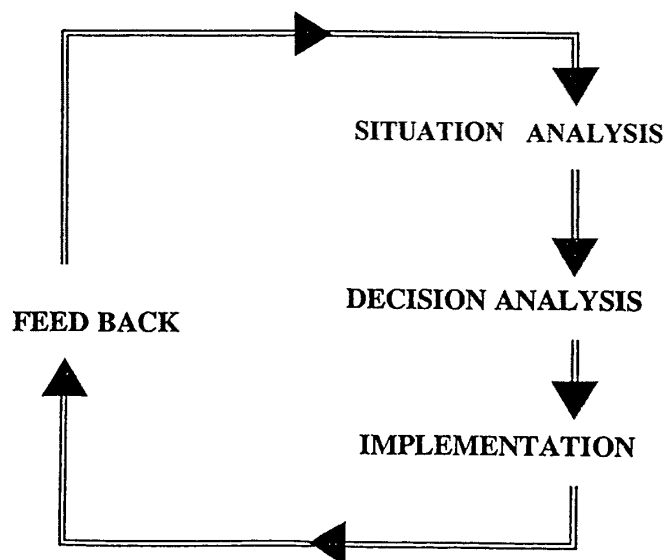 SITUATION ANALYSIS
DECISION ANALYSIS
FEED BACK
IMPLEMENTATION